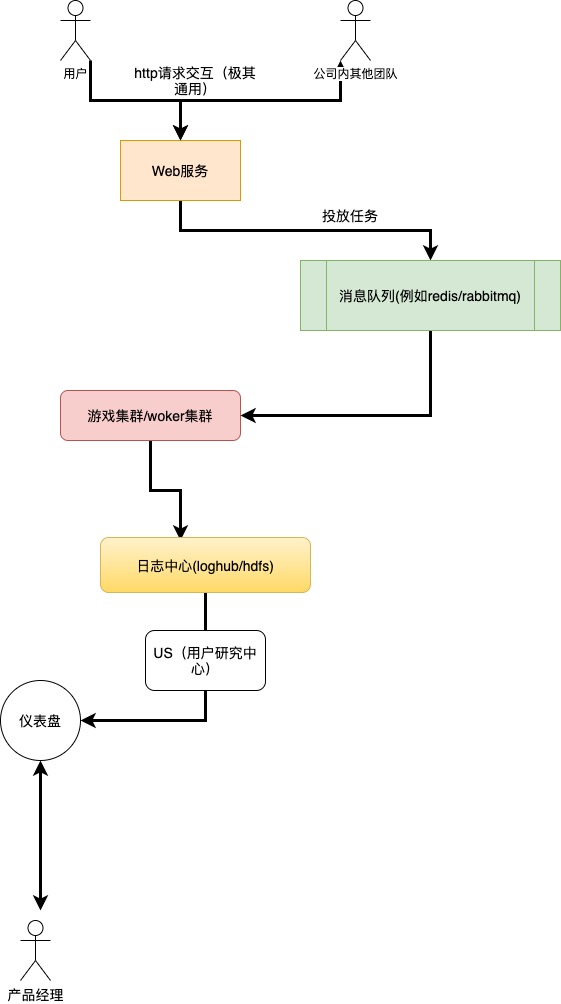 用户
公司内其他团队
http请求交互（极其
通用）
Web服务
投放任务
消息队列(例如redis/rabbitmq)
游戏集群/woker集群
日志中心(loghub/hdfs)
US（用户研究中
心）
仪表盘
产品经理